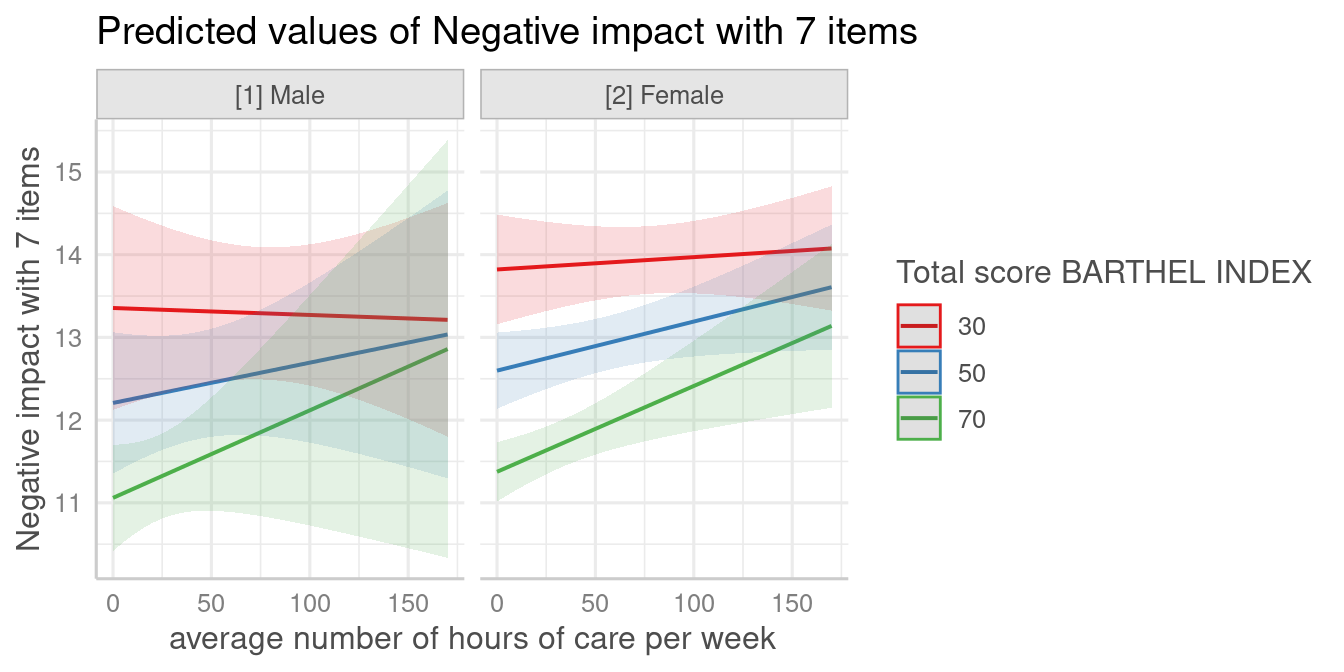 Predicted values of Negative impact with 7 items
[1] Male
[2] Female
Negative impact with 7 items
15
14
13
12
11
0 50 100 150
0 50 100 150
average number of hours of care per week
Total score BARTHEL INDEX
30
50
70